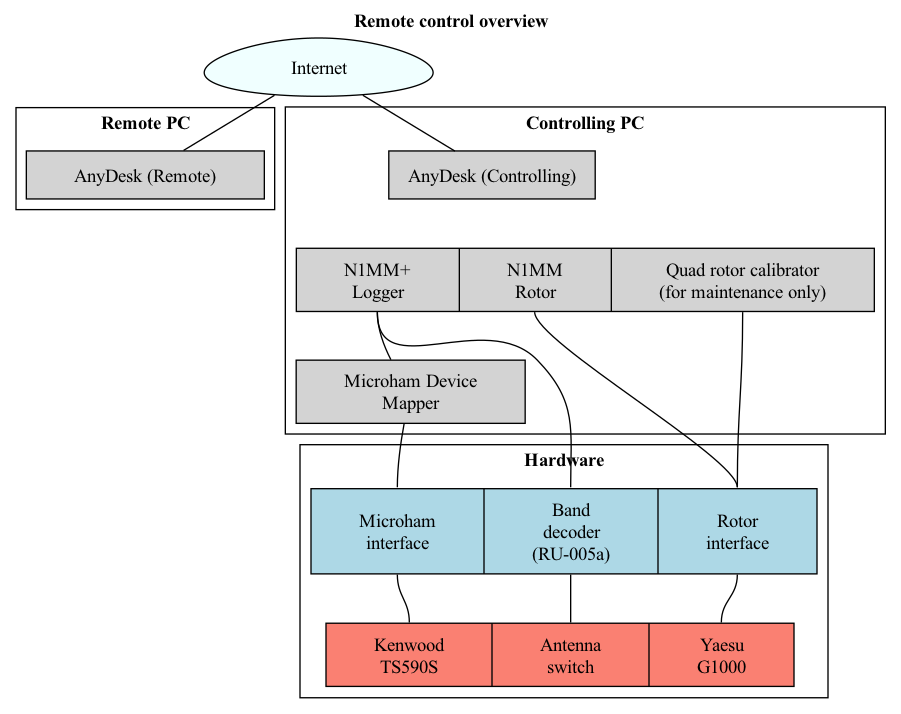 Remote control overview
Internet
Remote PC
AnyDesk (Remote)
Controlling PC
AnyDesk (Controlling)
N1MM+
Logger
N1MM
Rotor
Quad rotor calibrator
(for maintenance only)
Microham Device
Mapper
Hardware
Microham
interface
Band
decoder
(RU-005a)
Rotor
interface
Kenwood
TS590S
Antenna
switch
Yaesu
G1000